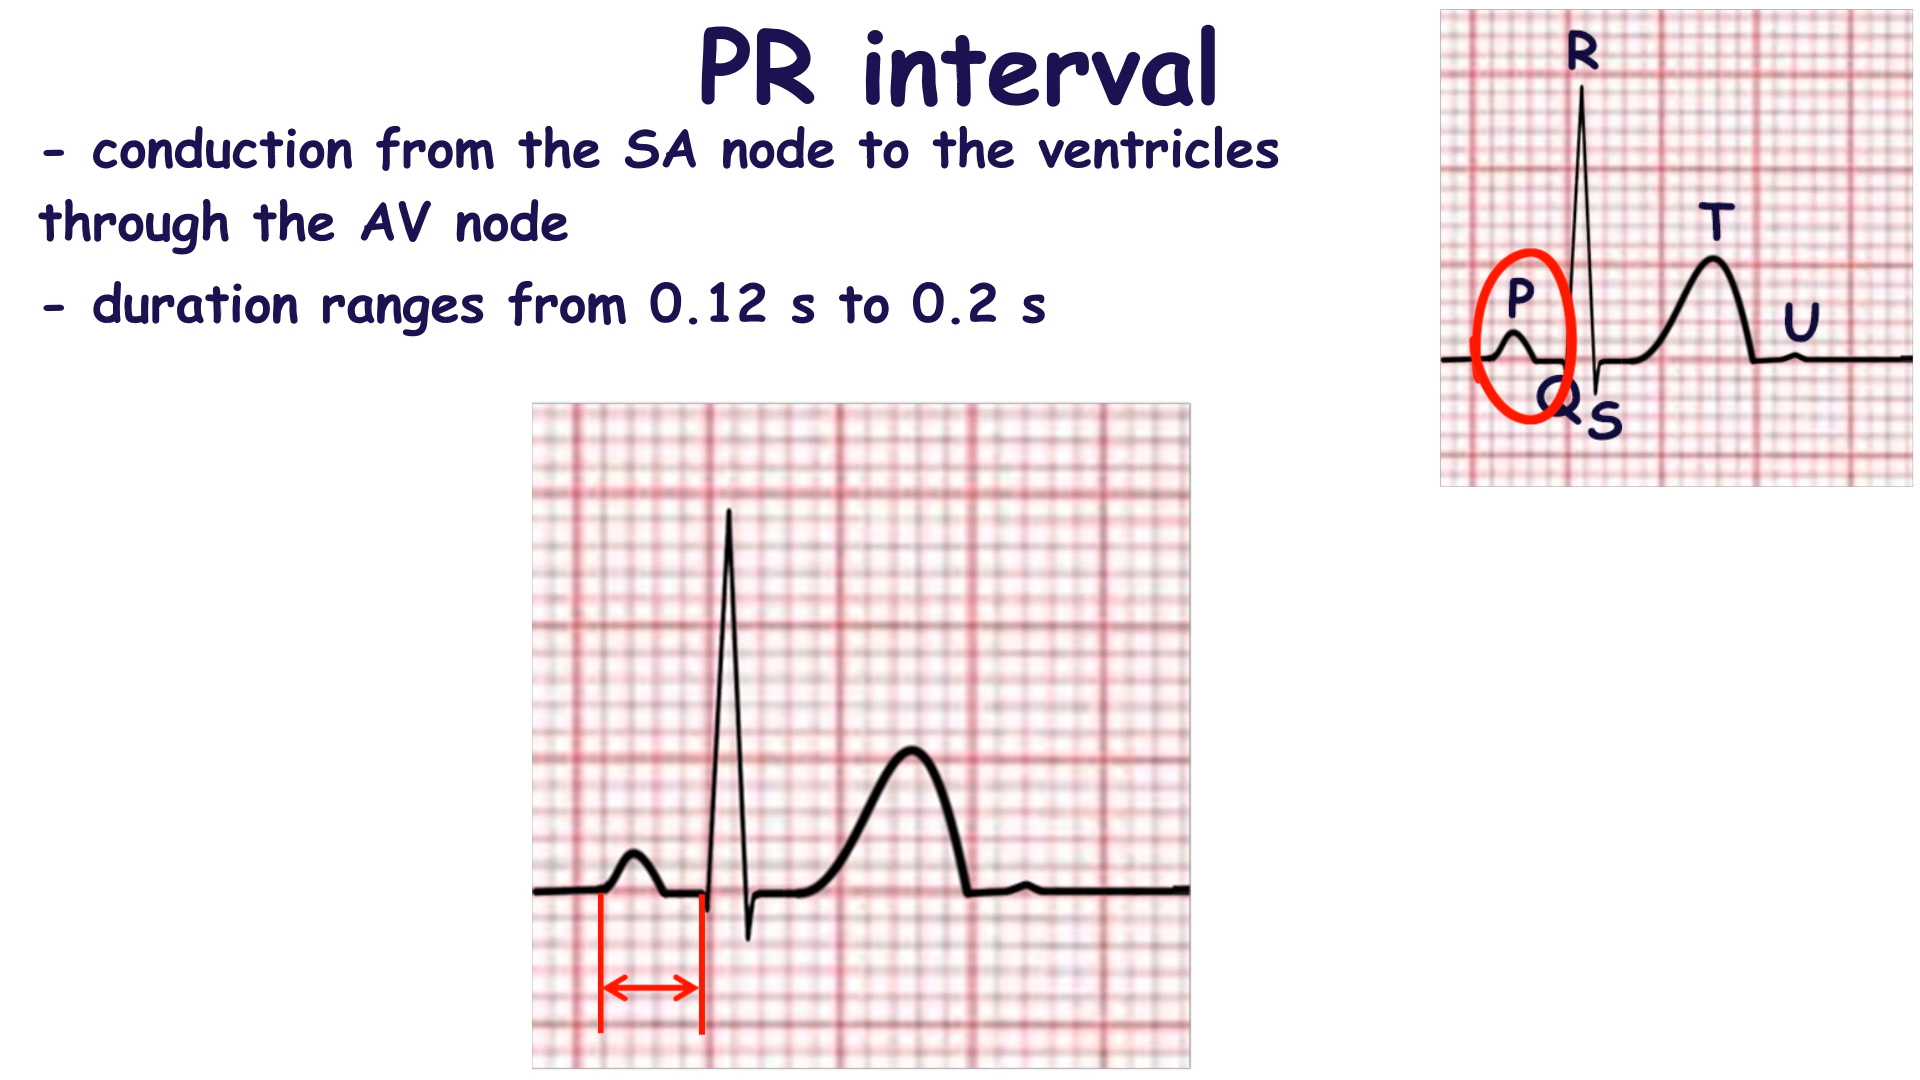 PR interval
- conduction from the SA node to the ventricles
through the AV node
- duration ranges from 0.12 s to 0.2 s
R
T
P
U
Q
S